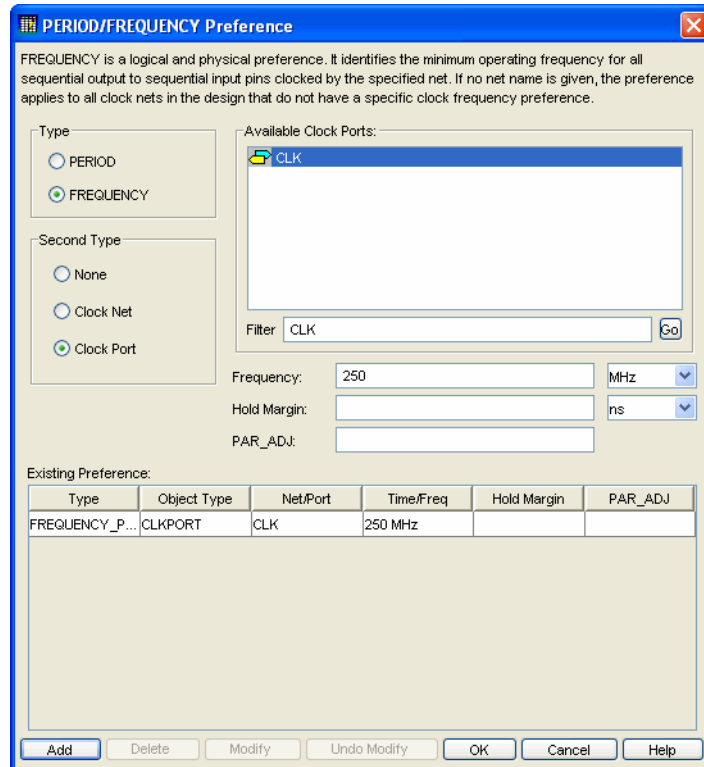 PERIOD/FREQUENCY Preference
FREQUENCY is a logical and physical preference. It identifies the minimum operating frequency for all
sequential output to sequential input pins clocked by the specified net. If no net name is given, the preference
applies to all clock nets in the design that do not have a specific clock frequency preference.
Type
PERIOD
FREQUENCY
Second Type
None
Clock Net
Clock Port
Available Clock Ports:
CLK
Filter CLK Go
Frequency: 250 MHz
Hold Margin: ns
PAR_ADJ:
Existing Preference:
Type Object Type Net/Port Time/Freq Hold Margin PAR_ADJ
FREQUENCY_P... CLKPORT CLK 250 MHz
Add Delete Modify Undo Modify OK Cancel Help